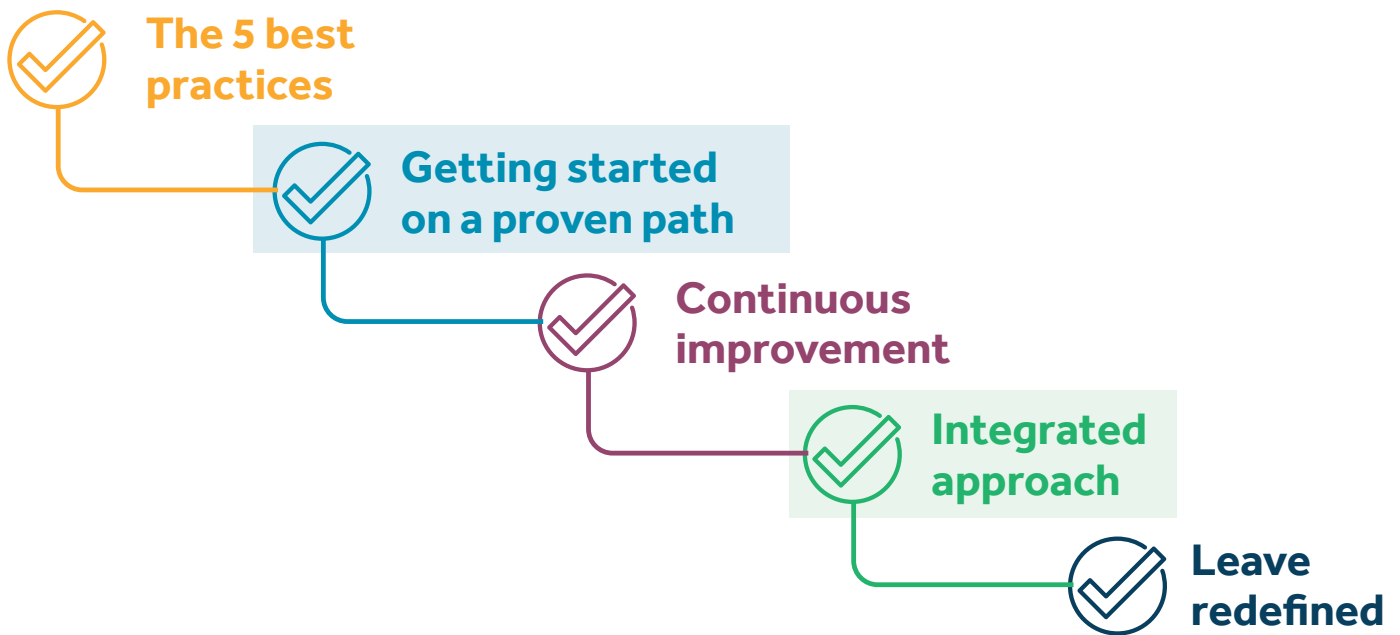 The 5 best
practices
Getting started
on a proven path
Continuous
improvement
Integrated
approach
Leave
redefined